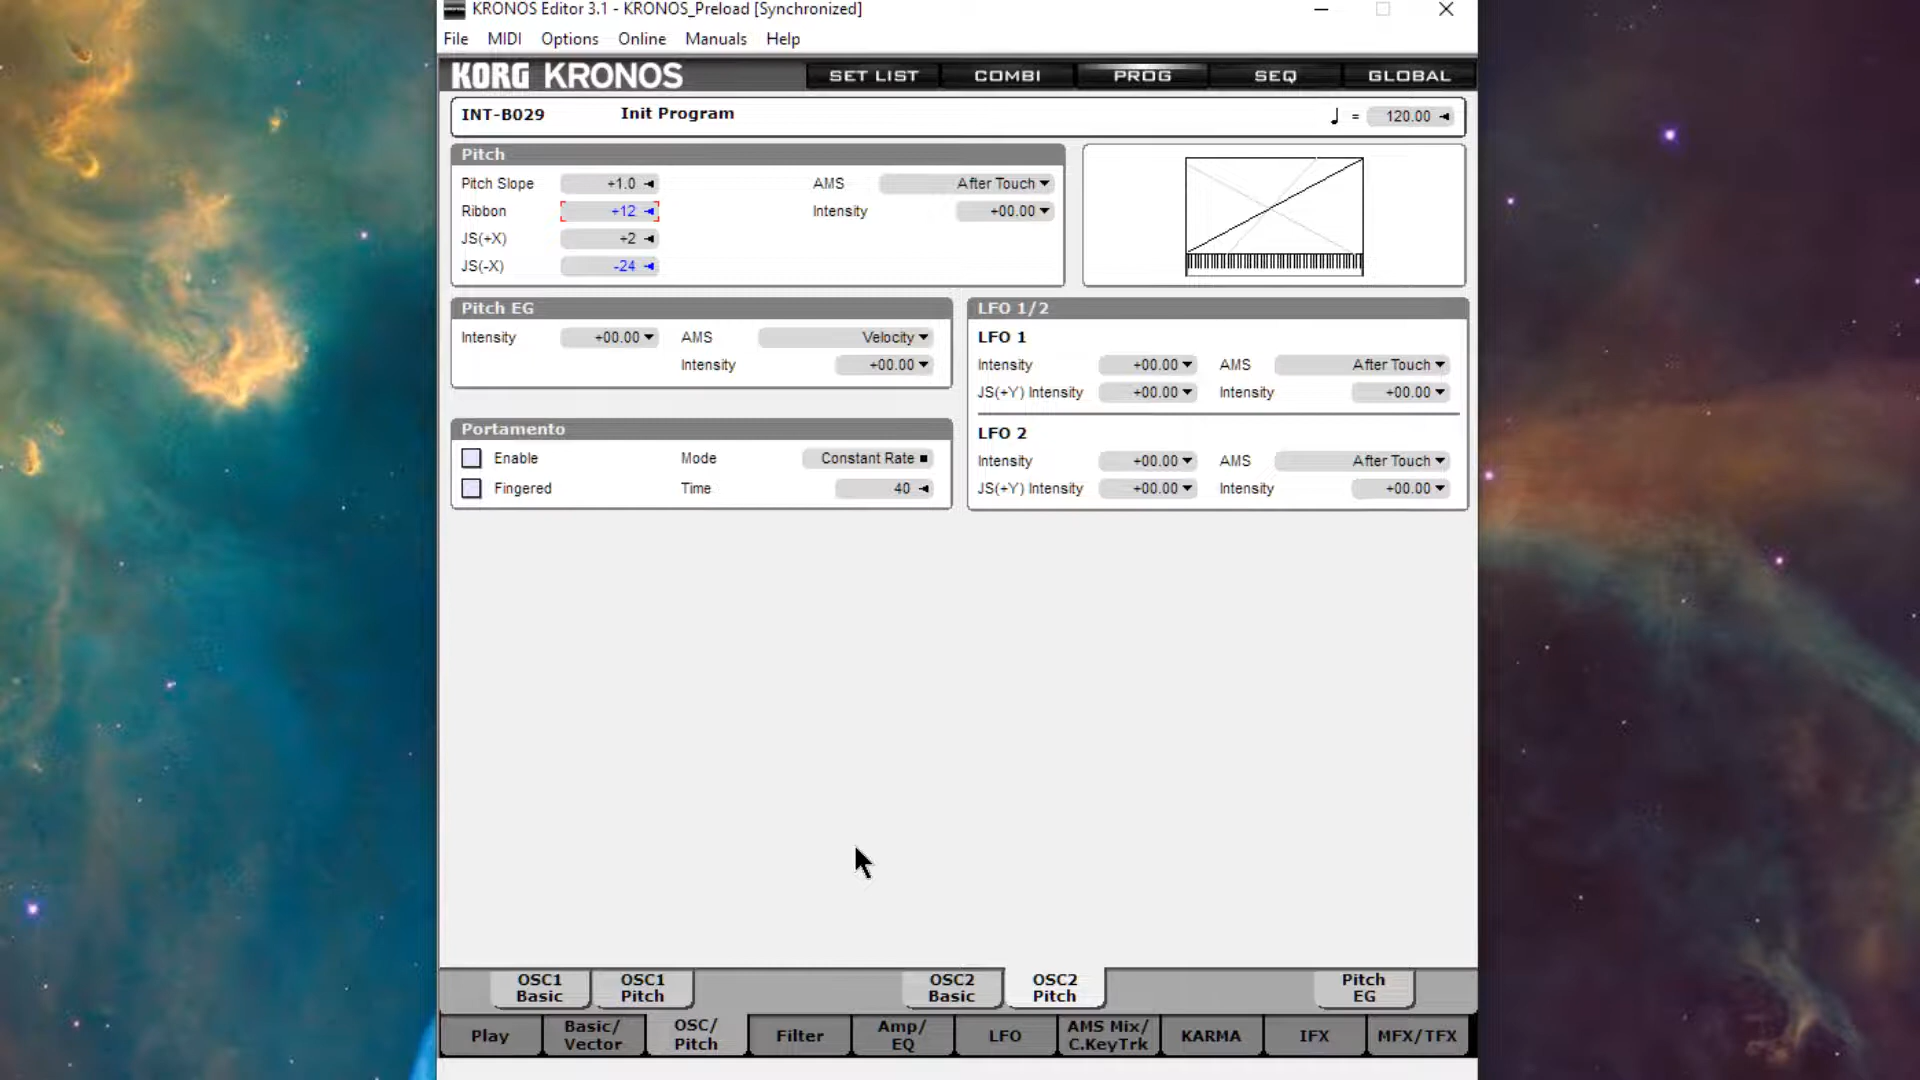 KRONOS Editor 3.1 - KRONOS_Preload [Synchronized]
File MIDI Options Online Manuals Help
KORG KRONOS SET LIST COMBI PROG SEQ GLOBAL
INT-B029 Init Program ♩ = 120.00
Pitch
Pitch Slope +1.0 AMS After Touch
Ribbon +12 Intensity +00.00
JS(+X) +2
JS(-X) -24
Pitch EG
Intensity +00.00 AMS Velocity
Intensity +00.00
LFO 1/2
LFO 1
Intensity +00.00 AMS After Touch
JS(+Y) Intensity +00.00 Intensity +00.00
Portamento
Enable Mode Constant Rate
Fingered Time 40
LFO 2
Intensity +00.00 AMS After Touch
JS(+Y) Intensity +00.00 Intensity +00.00
OSC1 Basic
OSC1 Pitch
OSC2 Basic
OSC2 Pitch
Pitch EG
Play
Basic/ Vector
OSC/ Pitch
Filter
Amp/ EQ
LFO
AMS Mix/ C.KeyTrk
KARMA
IFX
MFX/TFX